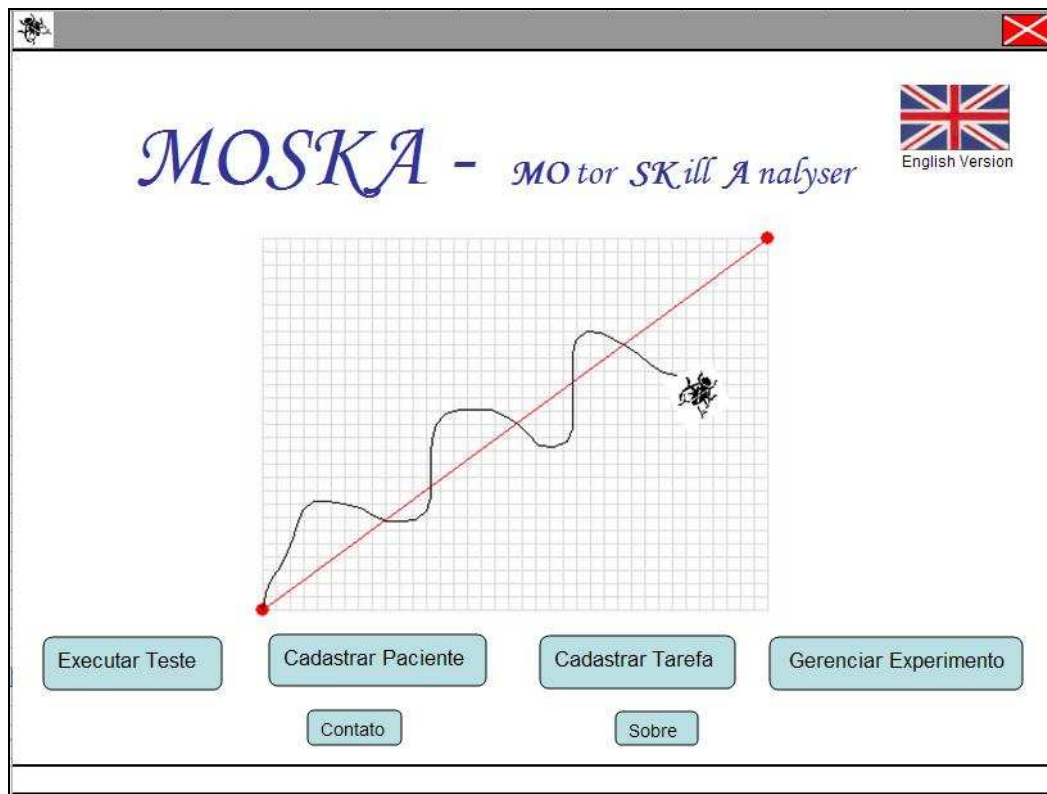 MOSKA - MO tor SK ill A nalyser
English Version
Executar Teste
Cadastrar Paciente
Cadastrar Tarefa
Gerenciar Experimento
Contato
Sobre